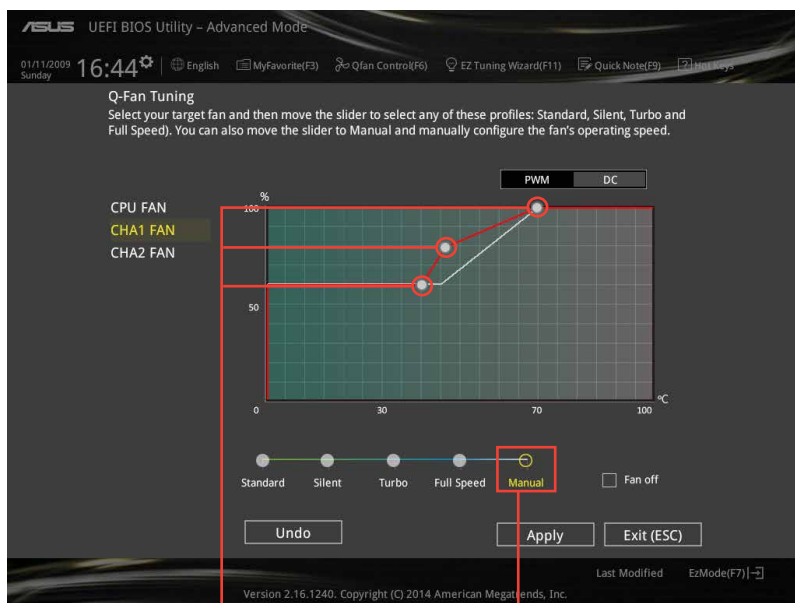 ASUS UEFI BIOS Utility – Advanced Mode
01/11/2009 Sunday 16:44 English MyFavorite(F3) Qfan Control(F6) EZ Tuning Wizard(F11) Quick Note(F9) ? Hot Keys
Q-Fan Tuning
Select your target fan and then move the slider to select any of these profiles: Standard, Silent, Turbo and
Full Speed). You can also move the slider to Manual and manually configure the fan's operating speed.
PWM DC
%
CPU FAN
100
CHA1 FAN
CHA2 FAN
50
°C
0 30 70 100
Standard Silent Turbo Full Speed Manual Fan off
Undo Apply Exit (ESC)
Last Modified EzMode(F7)
Version 2.16.1240. Copyright (C) 2014 American Megatrends, Inc.